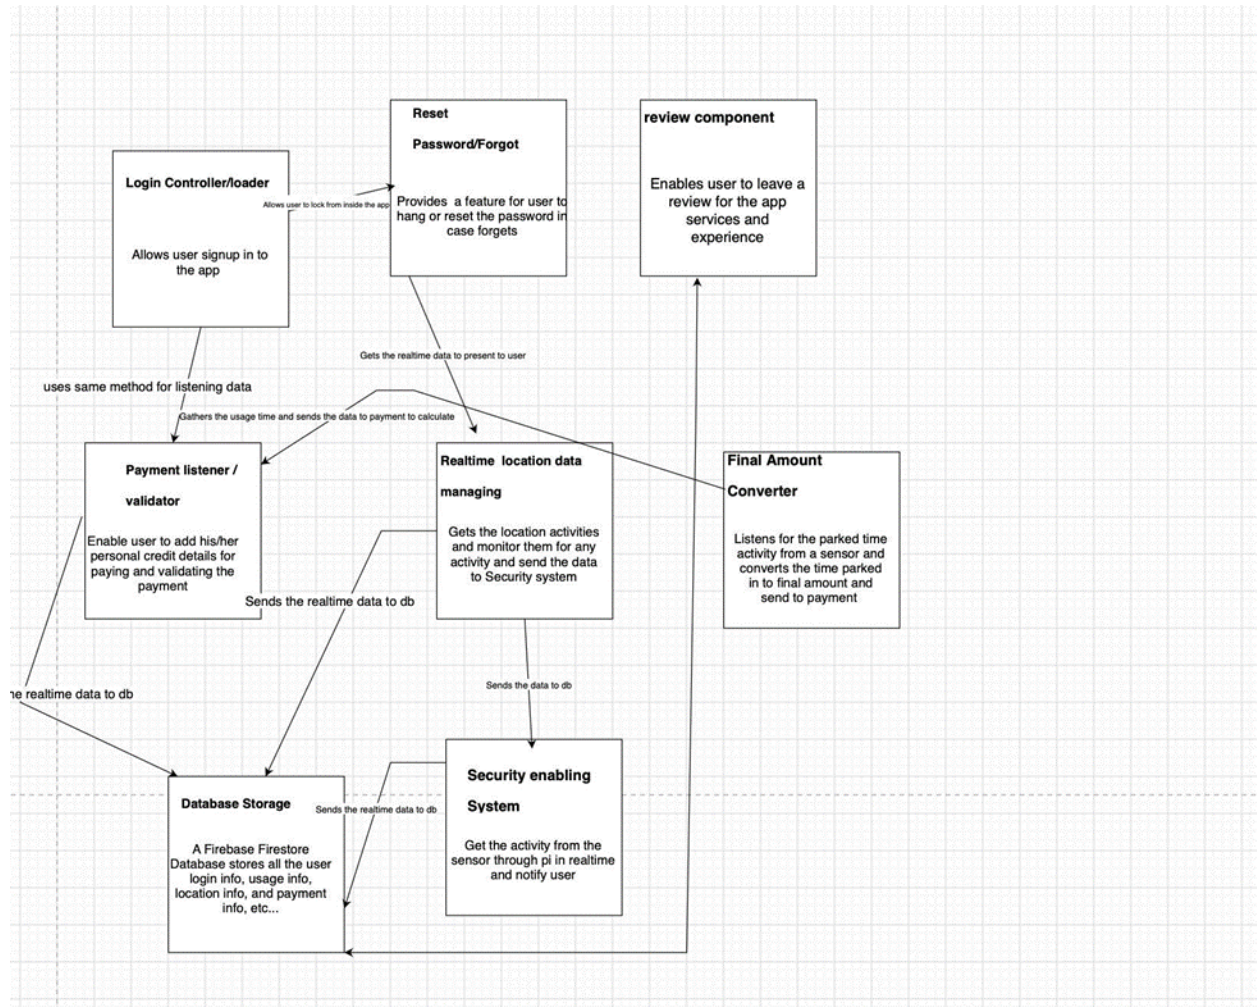 Reset
Password/Forgot
Provides a feature for user to
hang or reset the password in
case forgets
review component
Enables user to leave a
review for the app
services and
experience
Login Controller/loader
Allows user signup in to
the app
Allows user to lock from inside the app
Gets the realtime data to present to user
uses same method for listening data
Gathers the usage time and sends the data to payment to calculate
Payment listener /
validator
Enable user to add his/her
personal credit details for
paying and validating the
payment
Realtime location data
managing
Gets the location activities
and monitor them for any
activity and send the data
to Security system
Final Amount
Converter
Listens for the parked time
activity from a sensor and
converts the time parked
in to final amount and
send to payment
Sends the realtime data to db
Sends the data to db
realtime data to db
Security enabling
System
Get the activity from the
sensor through pi in realtime
and notify user
Sends the realtime data to db
Database Storage
A Firebase Firestore
Database stores all the user
login info, usage info,
location info, and payment
info, etc...